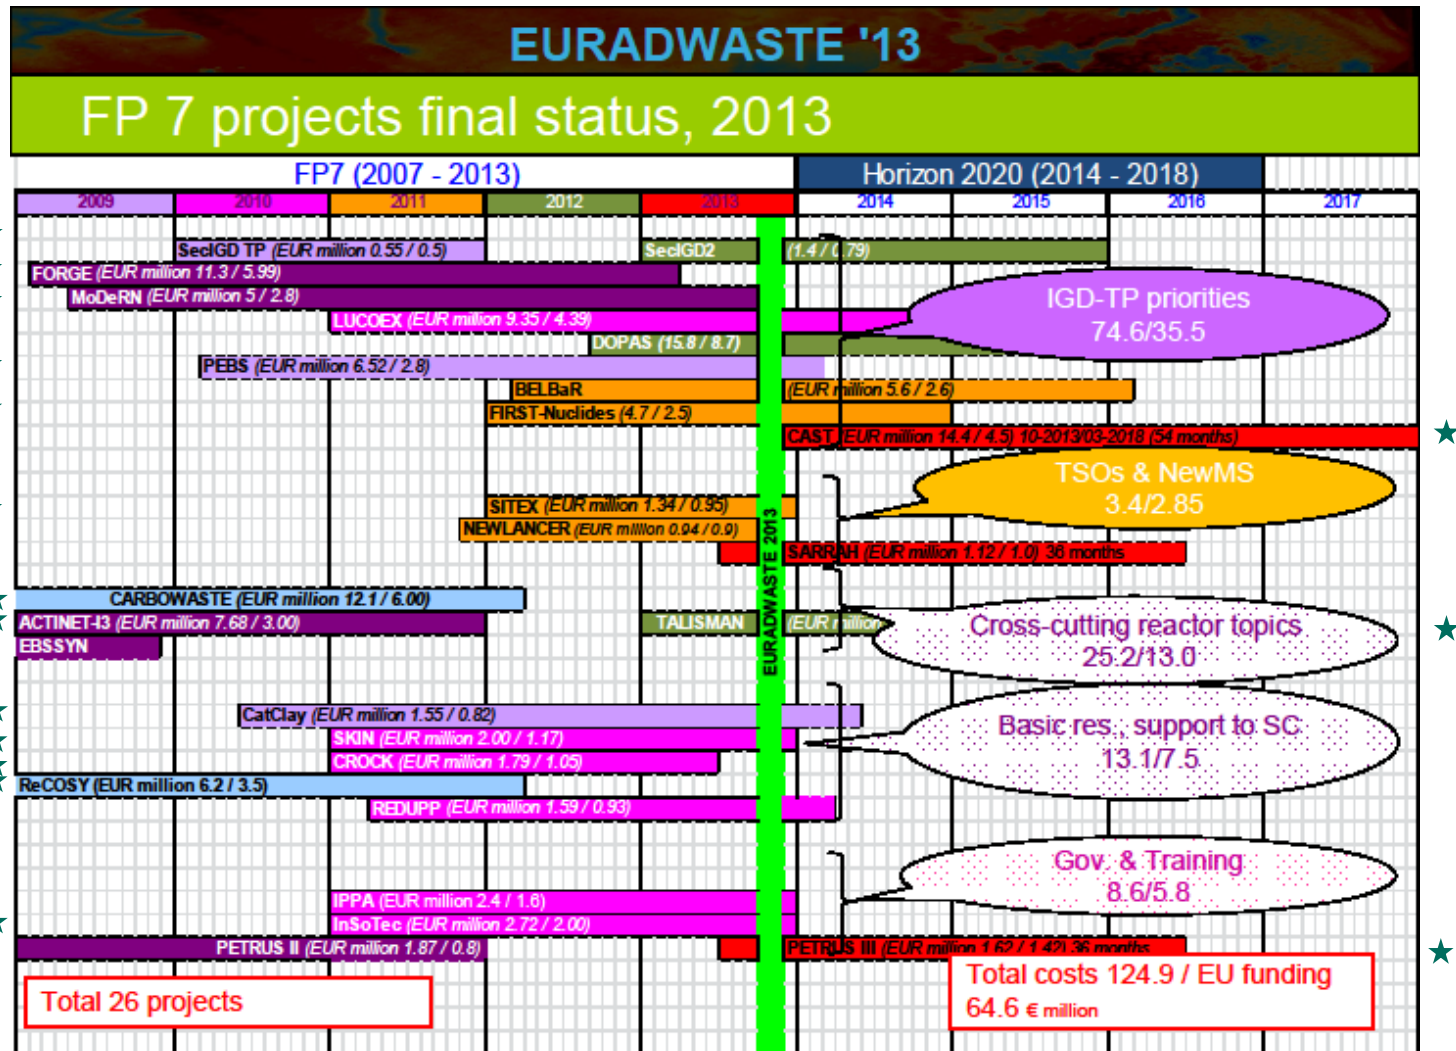 EURADWASTE '13
FP 7 projects final status, 2013
FP7 (2007 - 2013)
Horizon 2020 (2014 - 2018)
2009 2010 2011 2012 2013 2014 2015 2016 2017
SecIGD TP (EUR million 0.55 / 0.5)
SecIGD2 (1.4 / 0.79)
FORGE (EUR million 11.3 / 5.99)
MoDeRN (EUR million 5 / 2.8)
LUCOEX (EUR million 9.35 / 4.39)
DOPAS (15.8 / 8.7)
PEBS (EUR million 6.52 / 2.8)
BELBaR (EUR million 5.6 / 2.6)
FIRST-Nuclides (4.7 / 2.5)
CAST (EUR million 14.4 / 4.5) 10-2013/03-2018 (54 months)
IGD-TP priorities
74.6/35.5
SITEX (EUR million 1.34 / 0.95)
NEWLANCER (EUR million 0.94 / 0.9)
SARRAH (EUR million 1.12 / 1.0) 36 months
TSOs & NewMS
3.4/2.85
EURADWASTE 2013
CARBOWASTE (EUR million 12.1 / 6.00)
ACTINET-I3 (EUR million 7.68 / 3.00)
TALISMAN (EUR million
EBSSYN
Cross-cutting reactor topics
25.2/13.0
CatClay (EUR million 1.55 / 0.82)
SKIN (EUR million 2.00 / 1.17)
CROCK (EUR million 1.79 / 1.05)
ReCOSY (EUR million 6.2 / 3.5)
REDUPP (EUR million 1.59 / 0.93)
Basic res., support to SC
13.1/7.5
IPPA (EUR million 2.4 / 1.6)
InSoTec (EUR million 2.72 / 2.00)
PETRUS II (EUR million 1.87 / 0.8)
PETRUS III (EUR million 1.62 / 1.42) 36 months
Gov. & Training
8.6/5.8
Total 26 projects
Total costs 124.9 / EU funding
64.6 € million